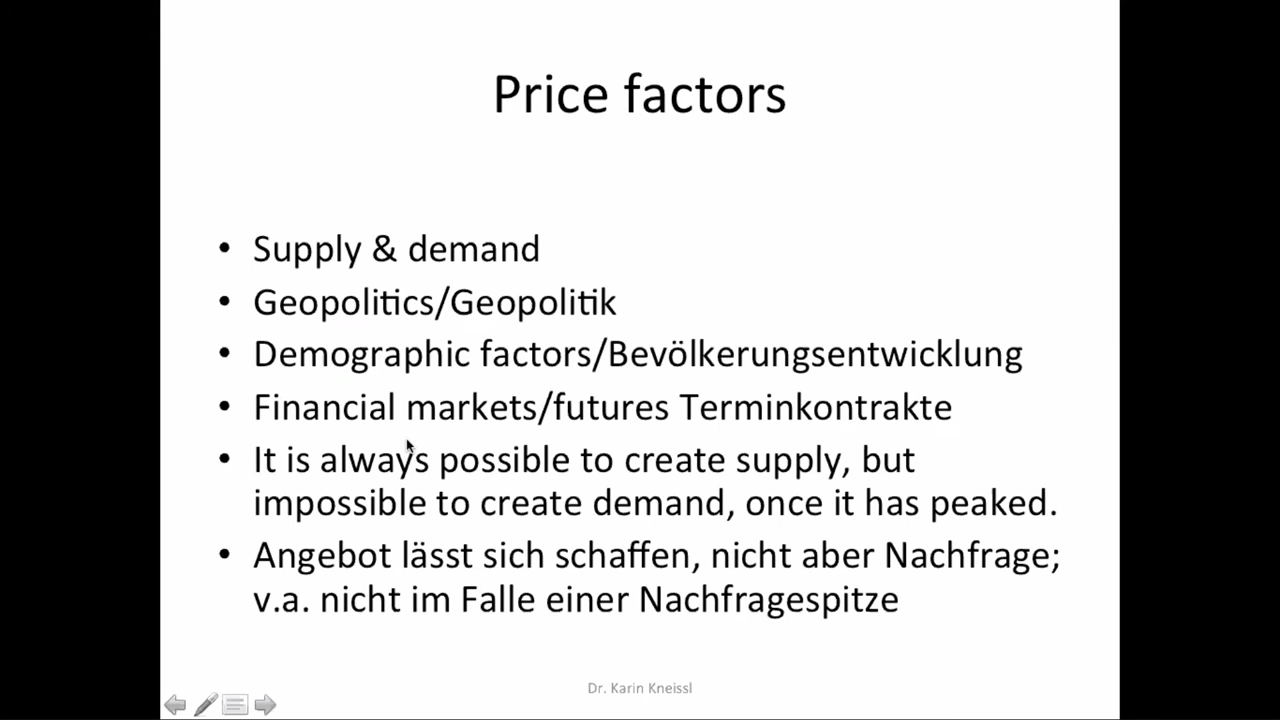 Price factors
• Supply & demand
• Geopolitics/Geopolitik
• Demographic factors/Bevölkerungsentwicklung
• Financial markets/futures Terminkontrakte
• It is always possible to create supply, but
impossible to create demand, once it has peaked.
• Angebot lässt sich schaffen, nicht aber Nachfrage;
v.a. nicht im Falle einer Nachfragespitze
Dr. Karin Kneissl